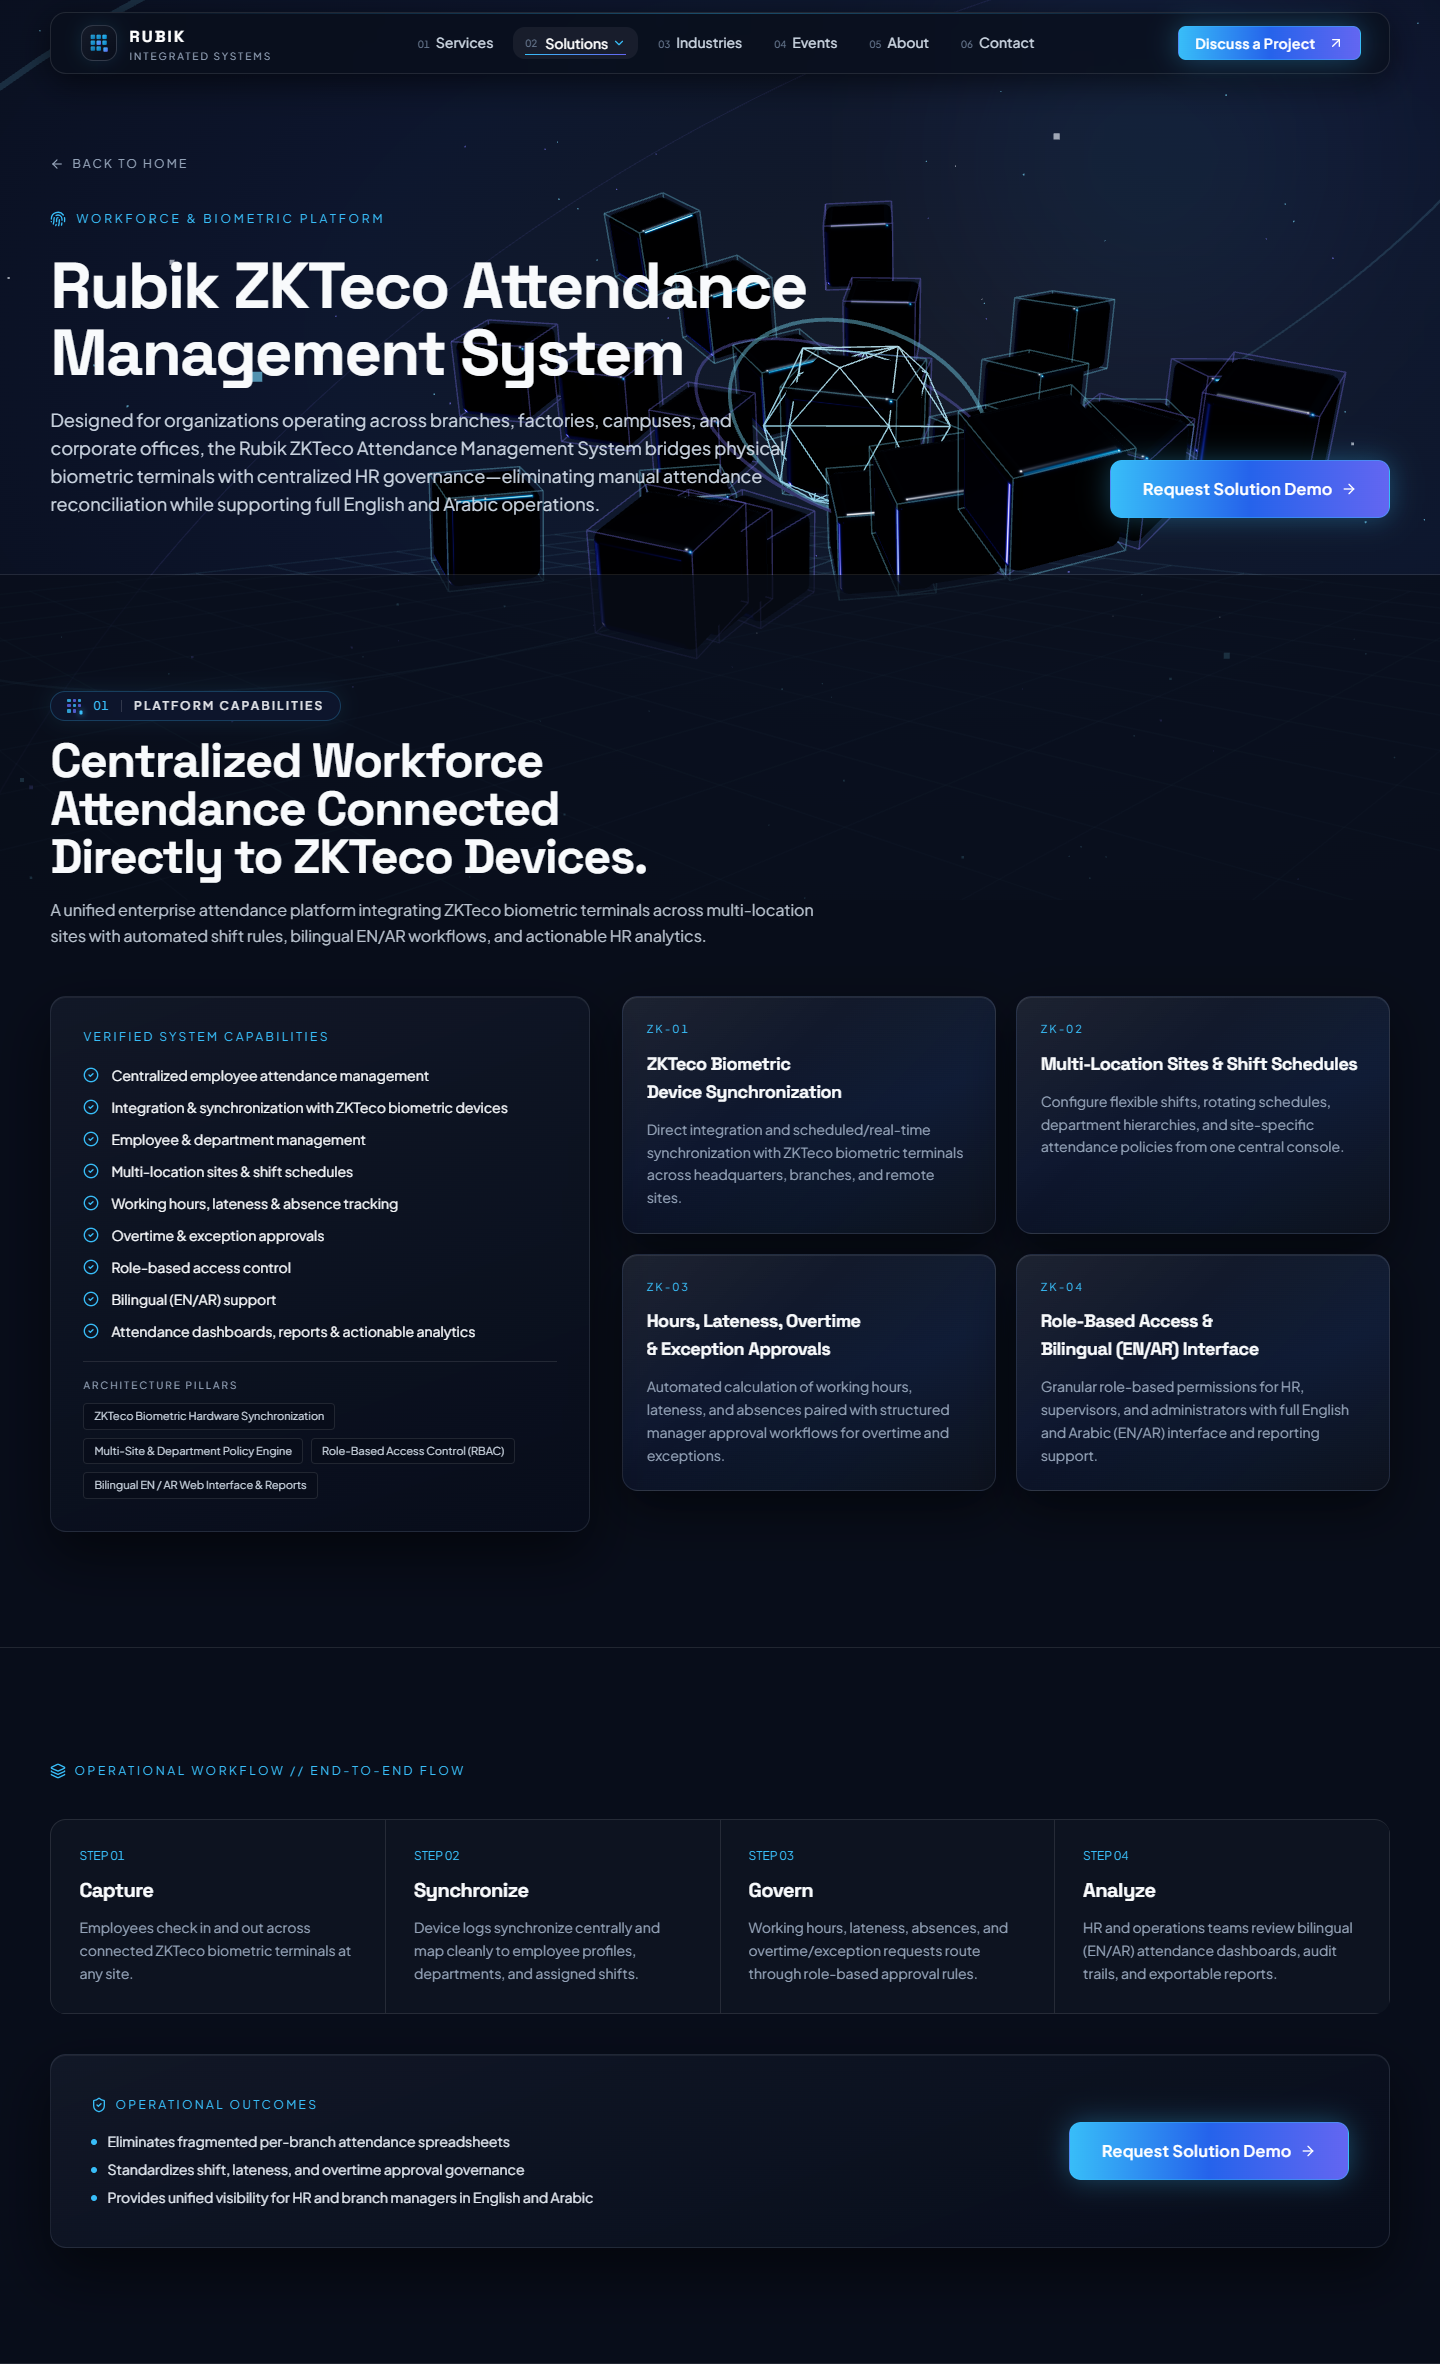 RUBIK
INTEGRATED SYSTEMS
01 Services
02 Solutions
03 Industries
04 Events
05 About
06 Contact
Discuss a Project
BACK TO HOME
WORKFORCE & BIOMETRIC PLATFORM
Rubik ZKTeco Attendance
Management System
Designed for organizations operating across branches, factories, campuses, and
corporate offices, the Rubik ZKTeco Attendance Management System bridges physical
biometric terminals with centralized HR governance—eliminating manual attendance
reconciliation while supporting full English and Arabic operations.
Request Solution Demo
01 PLATFORM CAPABILITIES
Centralized Workforce
Attendance Connected
Directly to ZKTeco Devices.
A unified enterprise attendance platform integrating ZKTeco biometric terminals across multi-location
sites with automated shift rules, bilingual EN/AR workflows, and actionable HR analytics.
VERIFIED SYSTEM CAPABILITIES
Centralized employee attendance management
Integration & synchronization with ZKTeco biometric devices
Employee & department management
Multi-location sites & shift schedules
Working hours, lateness & absence tracking
Overtime & exception approvals
Role-based access control
Bilingual (EN/AR) support
Attendance dashboards, reports & actionable analytics
ARCHITECTURE PILLARS
ZKTeco Biometric Hardware Synchronization
Multi-Site & Department Policy Engine
Role-Based Access Control (RBAC)
Bilingual EN / AR Web Interface & Reports
ZK-01
ZKTeco Biometric
Device Synchronization
Direct integration and scheduled/real-time
synchronization with ZKTeco biometric terminals
across headquarters, branches, and remote
sites.
ZK-02
Multi-Location Sites & Shift Schedules
Configure flexible shifts, rotating schedules,
department hierarchies, and site-specific
attendance policies from one central console.
ZK-03
Hours, Lateness, Overtime
& Exception Approvals
Automated calculation of working hours,
lateness, and absences paired with structured
manager approval workflows for overtime and
exceptions.
ZK-04
Role-Based Access &
Bilingual (EN/AR) Interface
Granular role-based permissions for HR,
supervisors, and administrators with full English
and Arabic (EN/AR) interface and reporting
support.
OPERATIONAL WORKFLOW // END-TO-END FLOW
STEP 01
Capture
Employees check in and out across
connected ZKTeco biometric terminals at
any site.
STEP 02
Synchronize
Device logs synchronize centrally and
map cleanly to employee profiles,
departments, and assigned shifts.
STEP 03
Govern
Working hours, lateness, absences, and
overtime/exception requests route
through role-based approval rules.
STEP 04
Analyze
HR and operations teams review bilingual
(EN/AR) attendance dashboards, audit
trails, and exportable reports.
OPERATIONAL OUTCOMES
Eliminates fragmented per-branch attendance spreadsheets
Standardizes shift, lateness, and overtime approval governance
Provides unified visibility for HR and branch managers in English and Arabic
Request Solution Demo